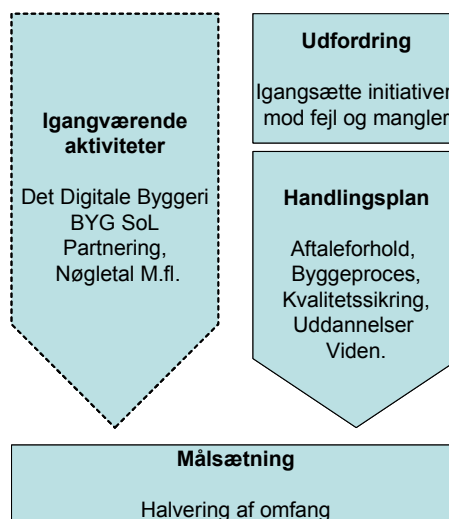 Igangværende
aktiviteter
Det Digitale Byggeri
BYG SoL
Partnering,
Nøgletal M.fl.
Udfordring
Igangsætte initiativer
mod fejl og mangler
Handlingsplan
Aftaleforhold,
Byggeproces,
Kvalitetssikring,
Uddannelser
Viden.
Målsætning
Halvering af omfang